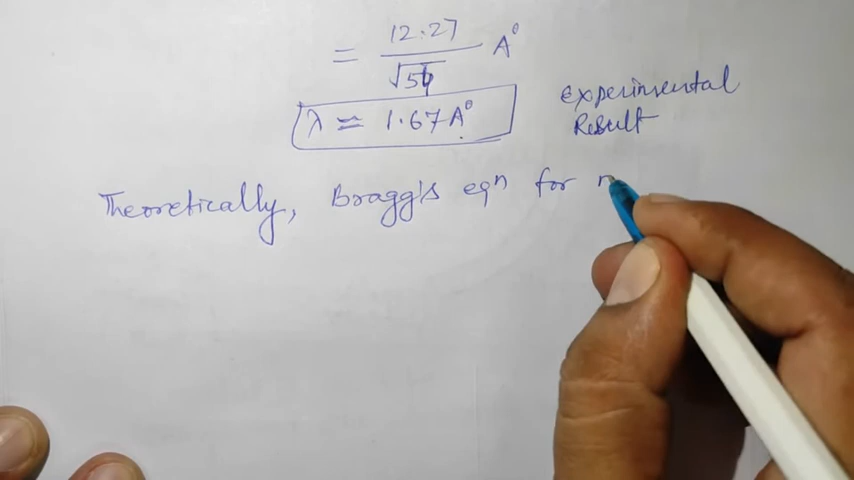 = 12.27 / √54 A°
λ ≈ 1.67 A°
Experimental
Result
Theoretically, Bragg's eqn for n